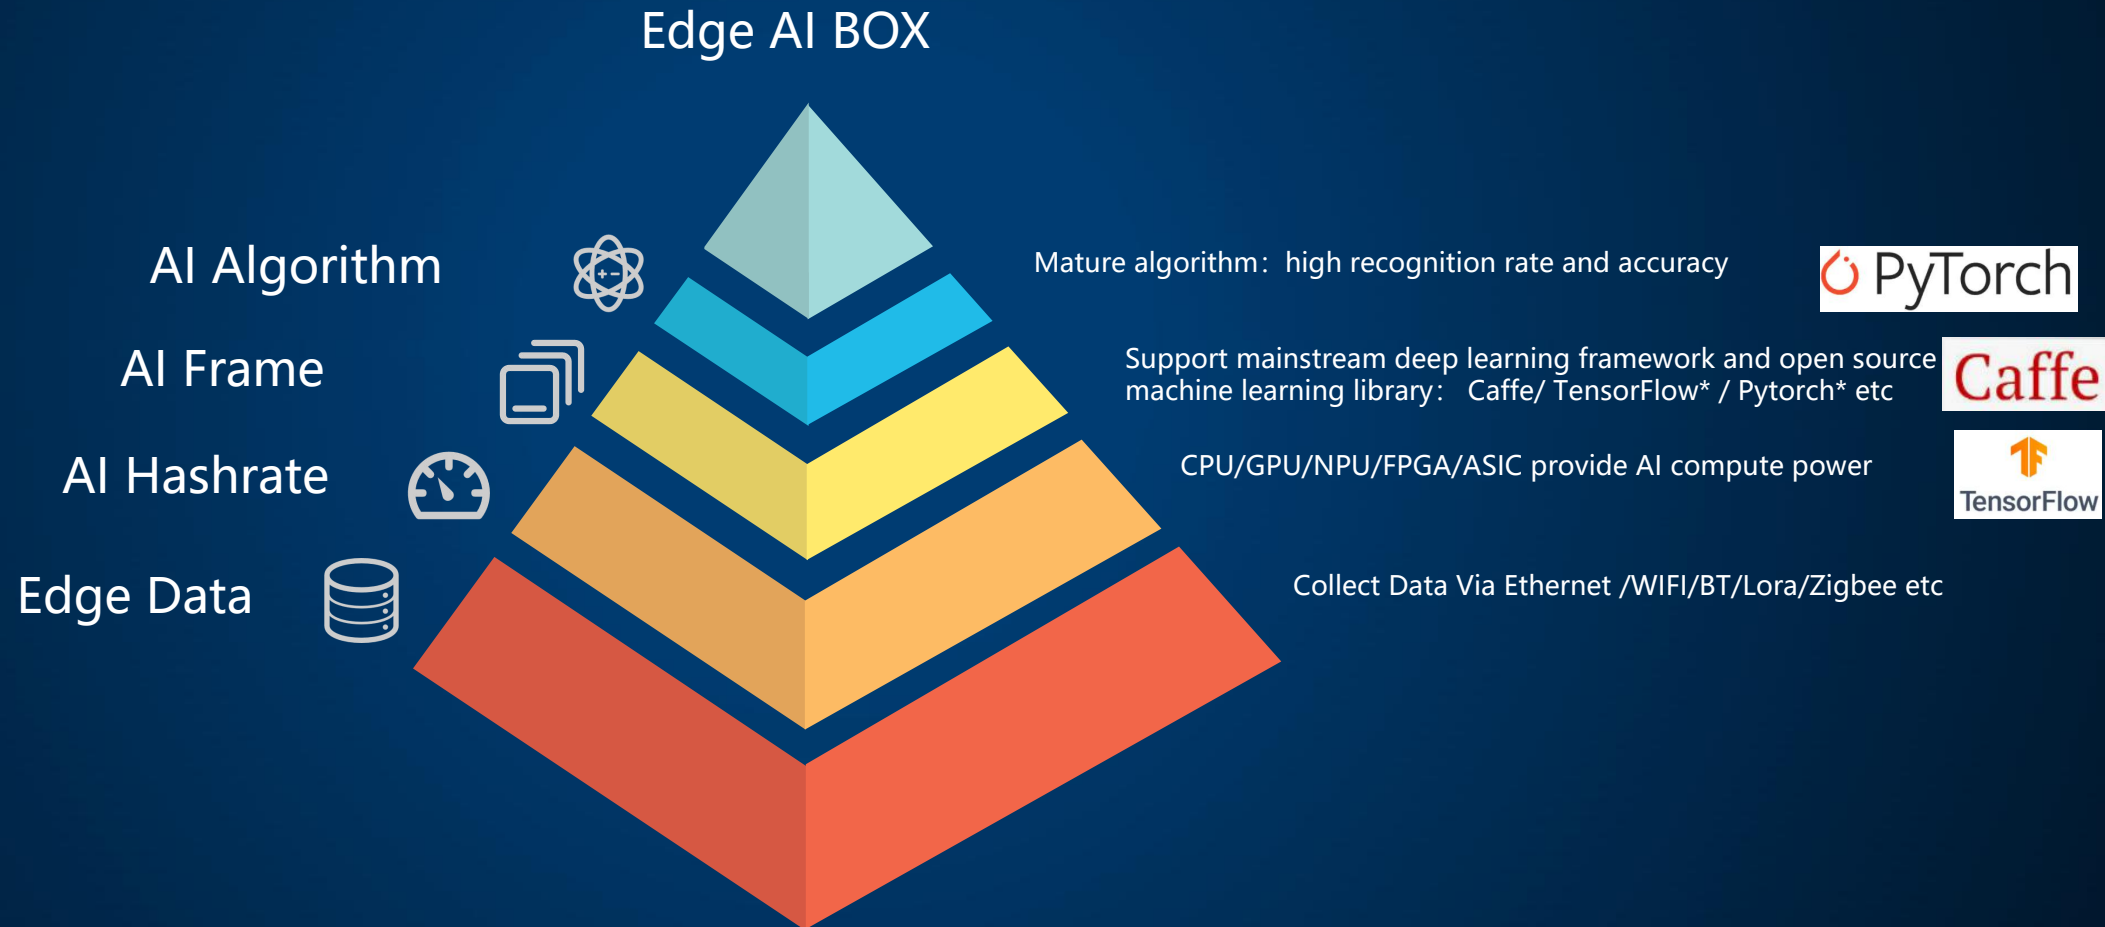 Edge AI BOX
AI Algorithm
Mature algorithm：high recognition rate and accuracy
PyTorch
AI Frame
Support mainstream deep learning framework and open source
machine learning library： Caffe/ TensorFlow* / Pytorch* etc
Caffe
AI Hashrate
CPU/GPU/NPU/FPGA/ASIC provide AI compute power
TensorFlow
Edge Data
Collect Data Via Ethernet /WIFI/BT/Lora/Zigbee etc